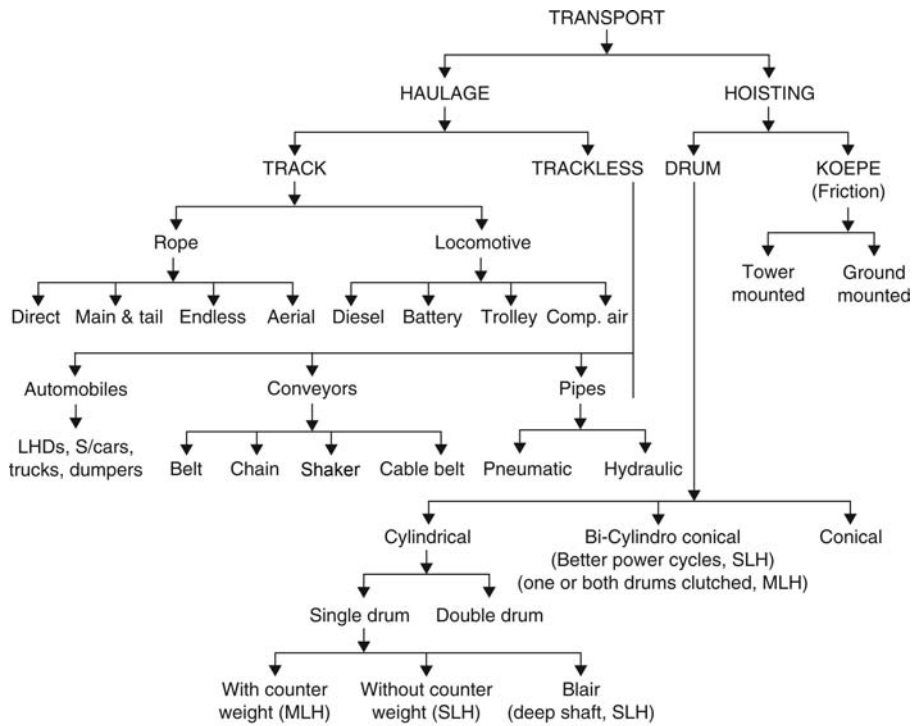 TRANSPORT
HAULAGE HOISTING
TRACK TRACKLESS DRUM KOEPE
(Friction)
Rope Locomotive
Tower mounted
Ground mounted
Direct Main & tail Endless Aerial Diesel Battery Trolley Comp. air
Automobiles Conveyors Pipes
LHDs, S/cars,
trucks, dumpers
Belt Chain Shaker Cable belt Pneumatic Hydraulic
Cylindrical Bi-Cylindro conical Conical
(Better power cycles, SLH)
(one or both drums clutched, MLH)
Single drum Double drum
With counter
weight (MLH)
Without counter
weight (SLH)
Blair
(deep shaft, SLH)